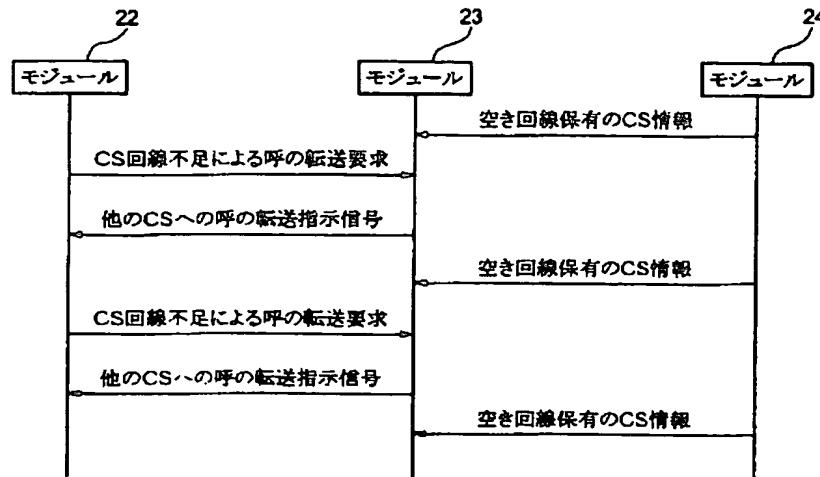 22
23
24
モジュール
モジュール
モジュール
空き回線保有のCS情報
CS回線不足による呼の転送要求
他のCSへの呼の転送指示信号
空き回線保有のCS情報
CS回線不足による呼の転送要求
他のCSへの呼の転送指示信号
空き回線保有のCS情報